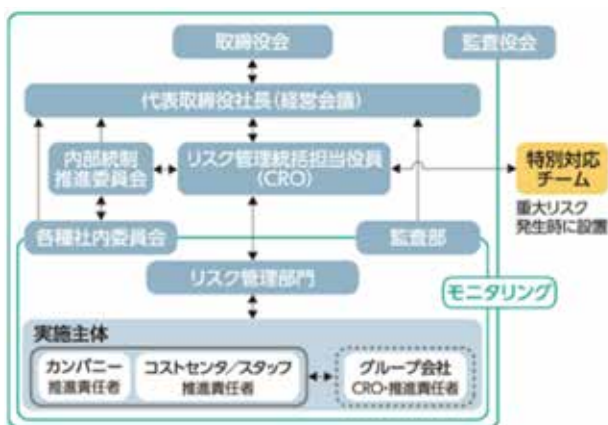 取締役会
監査役会
代表取締役社長(経営会議)
内部統制
推進委員会
リスク管理統括担当役員
(CRO)
特別対応
チーム
重大リスク
発生時に設置
各種社内委員会
監査部
リスク管理部門
モニタリング
実施主体
カンパニー
推進責任者
コストセンタ/スタッフ
推進責任者
グループ会社
CRO・推進責任者